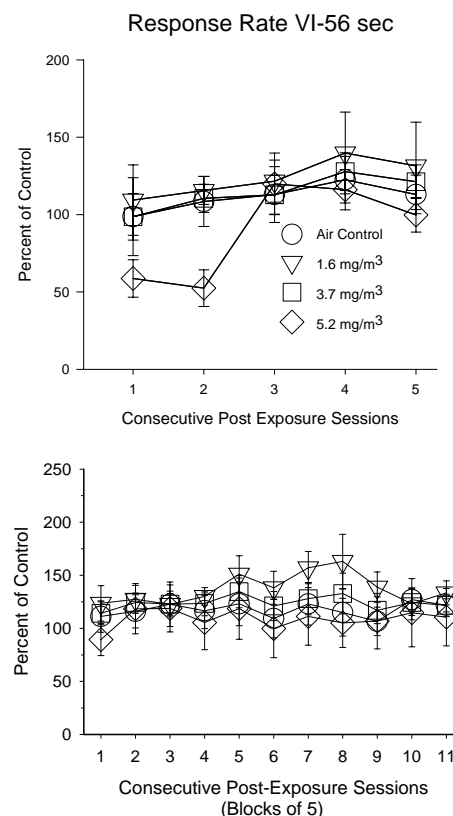 Response Rate VI-56 sec
200
150
100
50
0
Percent of Control
Air Control
1.6 mg/m³
3.7 mg/m³
5.2 mg/m³
1 2 3 4 5
Consecutive Post Exposure Sessions
250
200
150
100
50
0
Percent of Control
1 2 3 4 5 6 7 8 9 10 11
Consecutive Post-Exposure Sessions
(Blocks of 5)